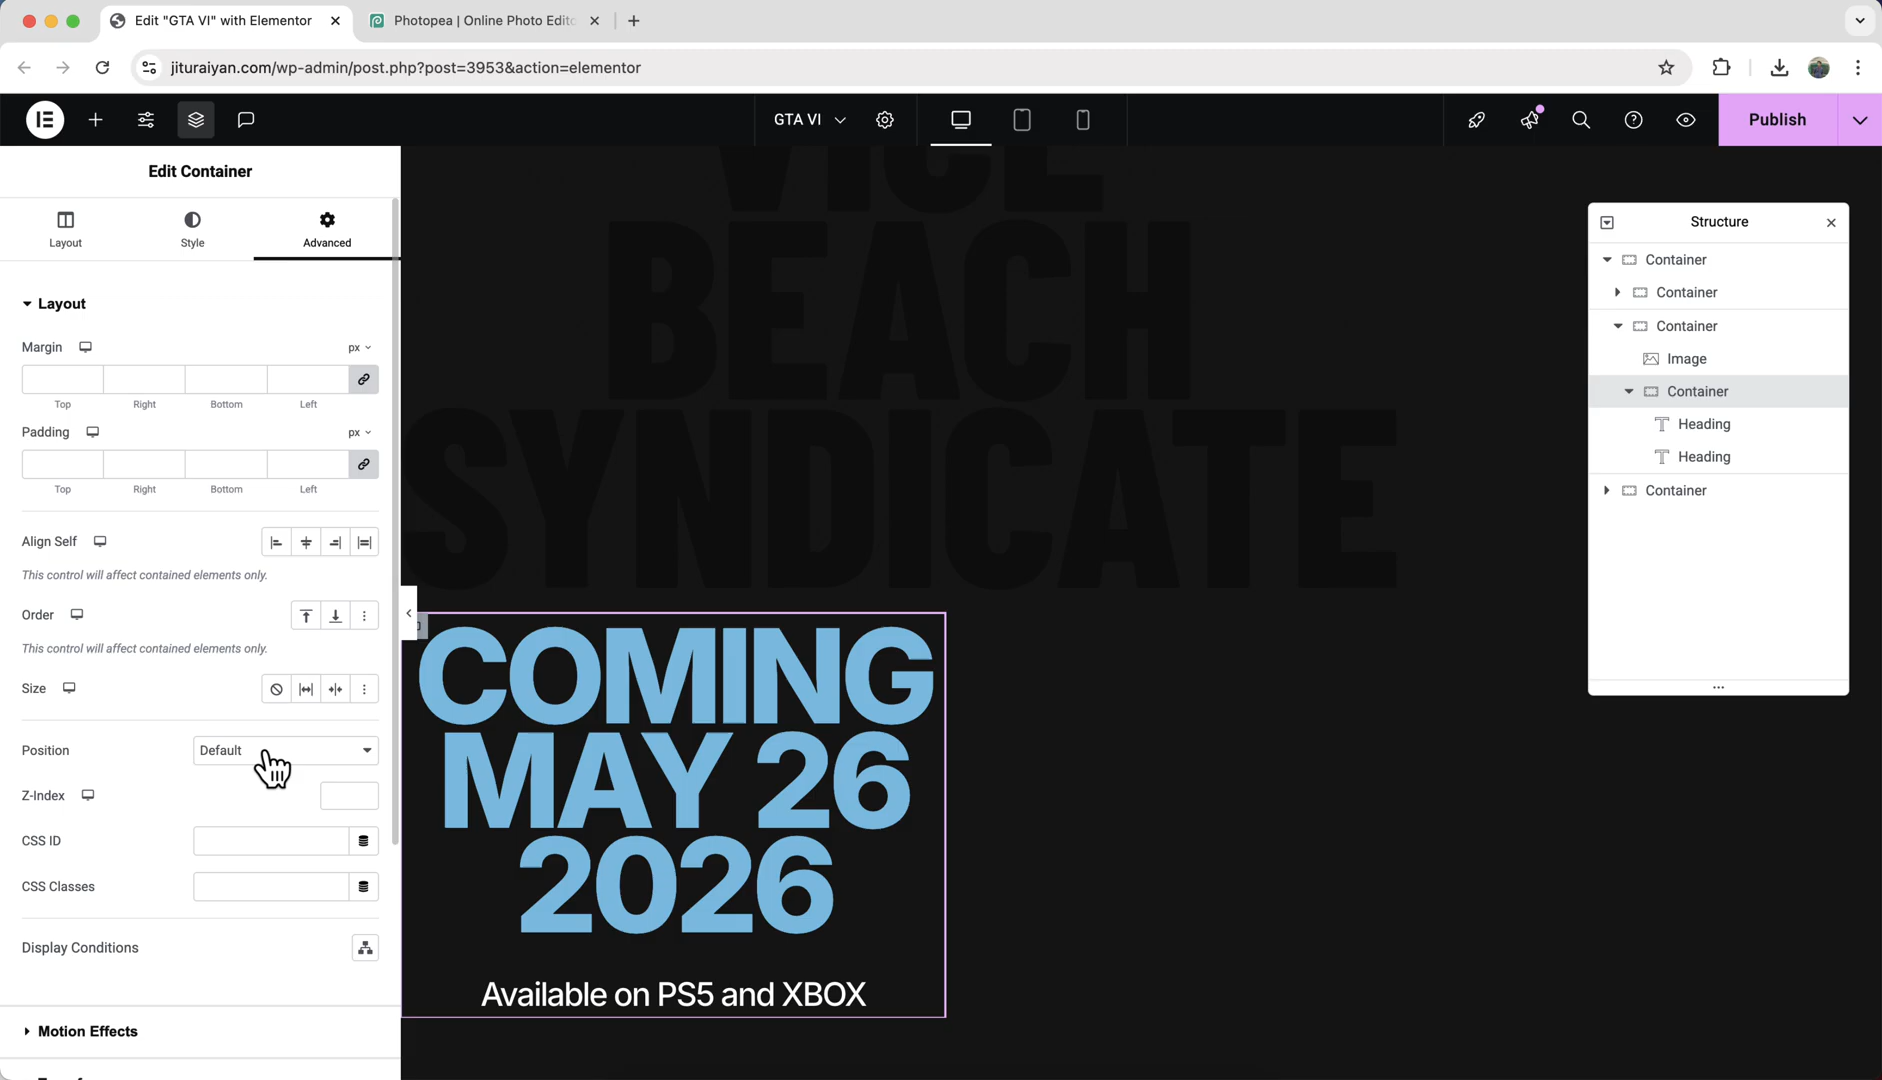 Edit "GTA VI" with Elementor
Photopea | Online Photo Edito
jituraiyan.com/wp-admin/post.php?post=3953&action=elementor
GTA VI
Publish
Edit Container
Layout
Style
Advanced
Layout
Margin
px
Top
Right
Bottom
Left
Padding
px
Top
Right
Bottom
Left
Align Self
This control will affect contained elements only.
Order
This control will affect contained elements only.
Size
Position
Default
Z-Index
CSS ID
CSS Classes
Display Conditions
Motion Effects
VICE
BEACH
SYNDICATE
COMING
MAY 26
2026
Available on PS5 and XBOX
Structure
Container
Container
Container
Image
Container
Heading
Heading
Container